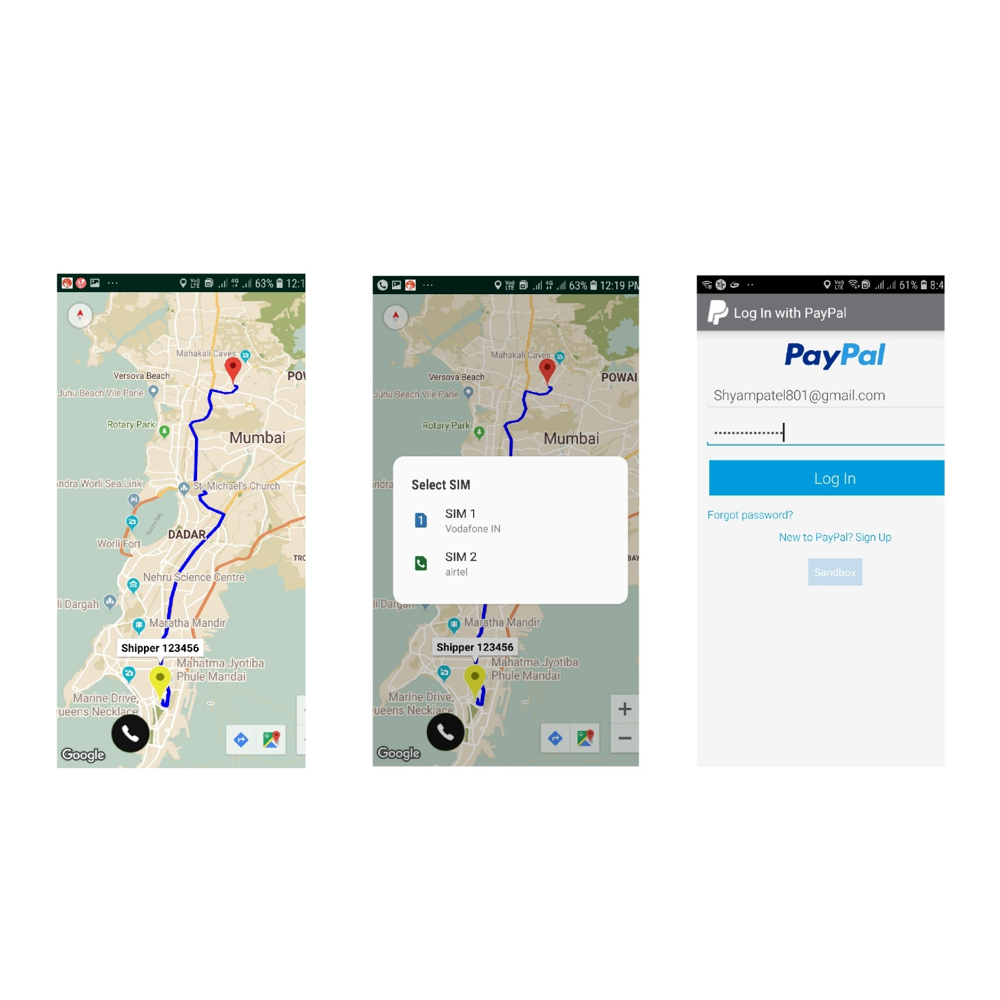 63% 12:1
Mahakali Caves
Versova Beach
POV
Juhu Beach Vile Parle
Rotary Park
Mumbai
ndra Worli Sea Link
St. Michael's Church
DADAR
Worli Fort
TRO
Nehru Science Centre
li Dargah
Maratha Mandir
Shipper 123456
Mahatma Jyotiba
Phule Mandai
Marine Drive,
ueens Necklace
Google
63% 12:19 PM
Mahakali Caves
Versova Beach
POWAI
Juhu Beach Vile Parle
Rotary Park
Mumbai
ndra
Select SIM
1 SIM 1
Vodafone IN
SIM 2
airtel
BAY
li Dargah
Maratha Mandir
Shipper 123456
Mahatma Jyotiba
Phule Mandai
Marine Drive,
ueens Necklace
+
−
Google
61% 8:4
Log In with PayPal
PayPal
Shyampatel801@gmail.com
Log In
Forgot password?
New to PayPal? Sign Up
Sandbox